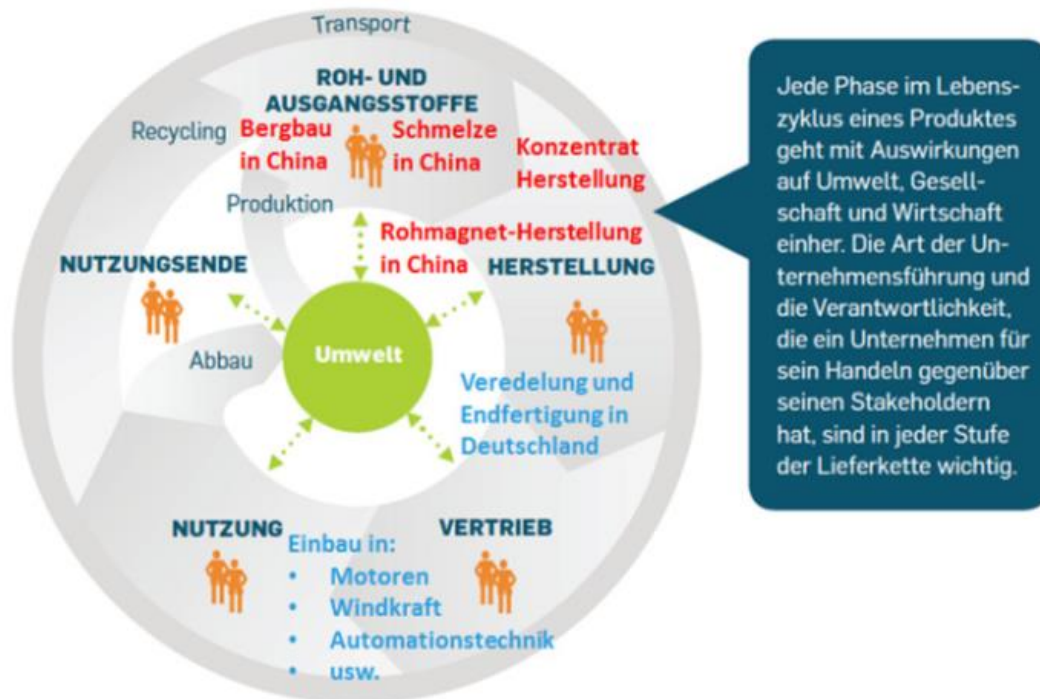 Transport
ROH- UND
AUSGANGSSTOFFE
Recycling
Bergbau
in China
Schmelze
in China
Konzentrat
Herstellung
Produktion
Rohmagnet-Herstellung
in China
NUTZUNGSENDE
HERSTELLUNG
Umwelt
Abbau
Veredelung und
Endfertigung in
Deutschland
NUTZUNG
VERTRIEB
Einbau in:
• Motoren
• Windkraft
• Automationstechnik
• usw.
Jede Phase im Lebens-
zyklus eines Produktes
geht mit Auswirkungen
auf Umwelt, Gesell-
schaft und Wirtschaft
einher. Die Art der Un-
ternehmensführung und
die Verantwortlichkeit,
die ein Unternehmen für
sein Handeln gegenüber
seinen Stakeholdern
hat, sind in jeder Stufe
der Lieferkette wichtig.